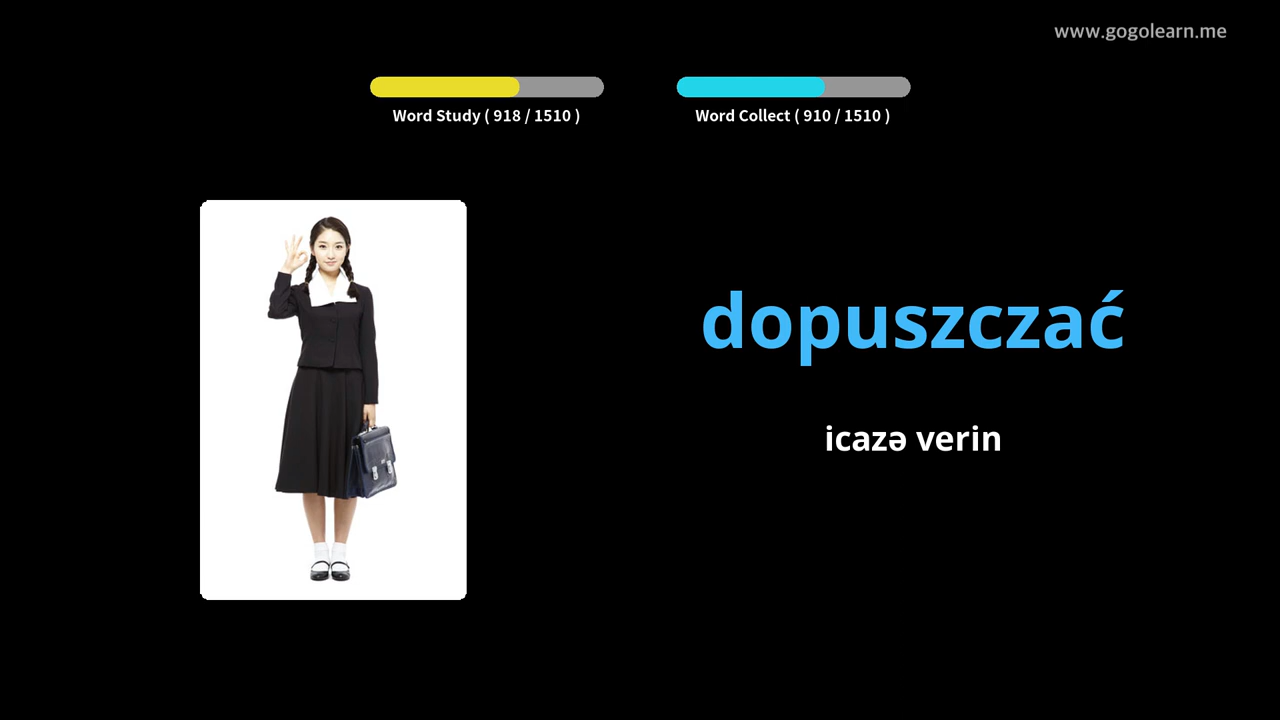 www.gogolearn.me
Word Study ( 918 / 1510 )
Word Collect ( 910 / 1510 )
dopuszczać
icazə verin